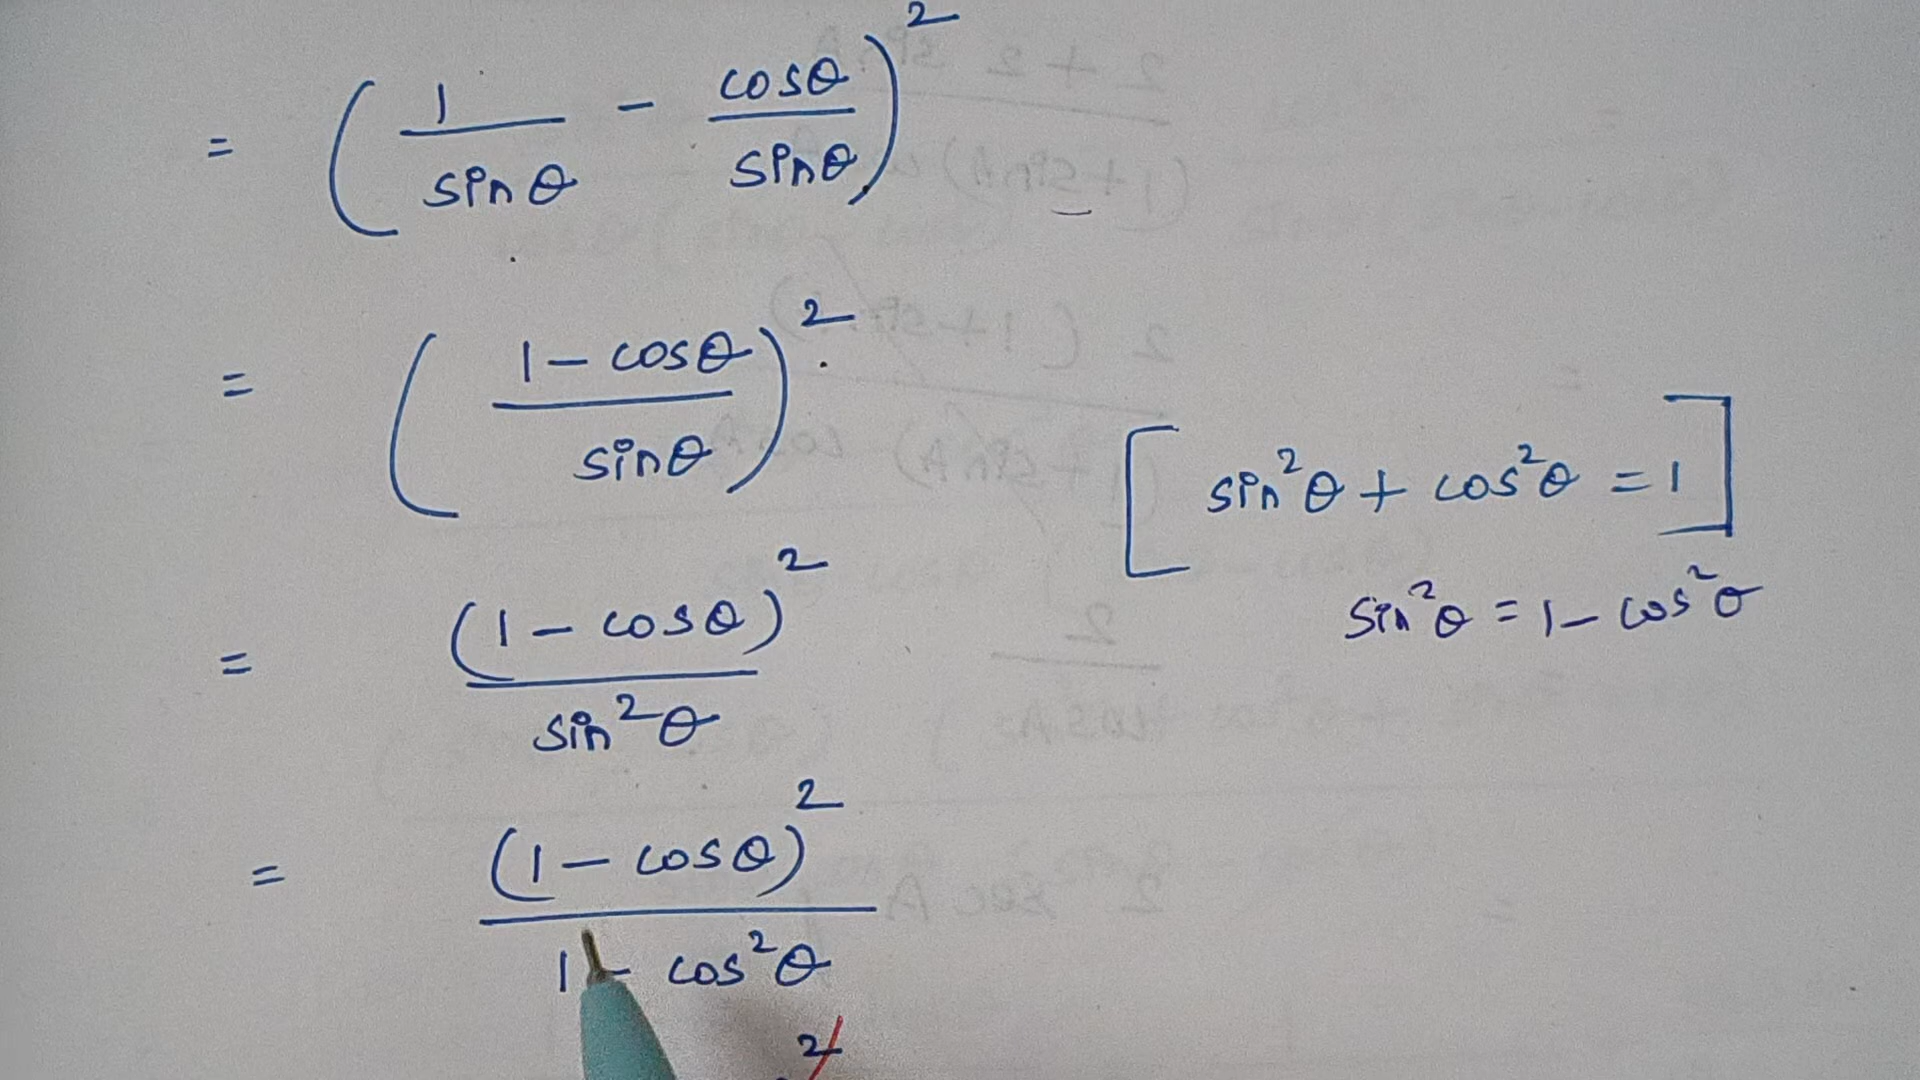 = (1/sinθ - cosθ/sinθ)²
= (1 - cosθ/sinθ)²
[sin²θ + cos²θ = 1]
sin²θ = 1 - cos²θ
= (1 - cosθ)²/sin²θ
= (1 - cosθ)²/1 - cos²θ
2